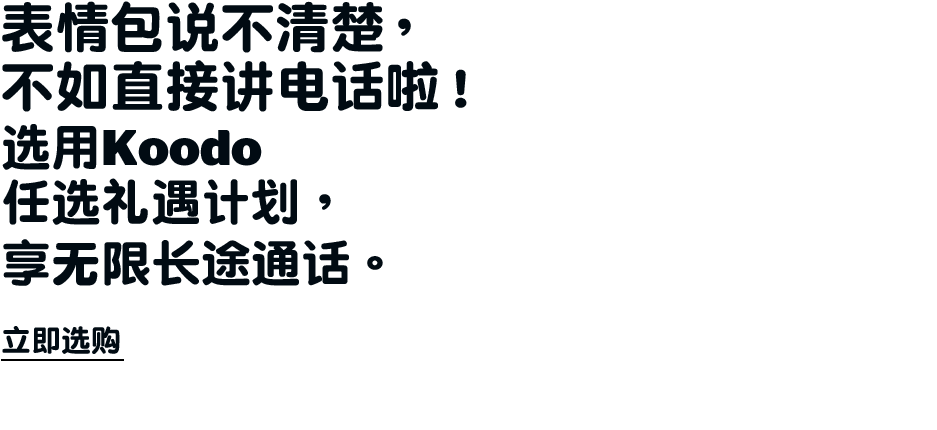 表情包说不清楚，
不如直接讲电话啦！
选用Koodo
任选礼遇计划，
享无限长途通话。
立即选购